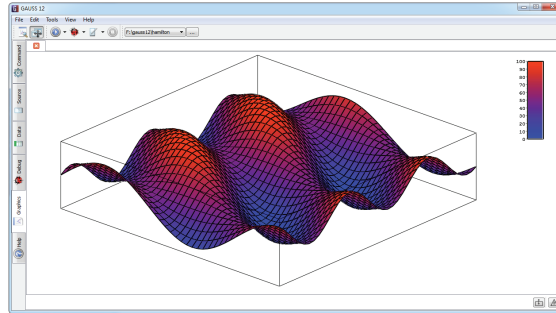 GAUSS 12
File Edit Tools View Help
F:\gauss12\hamilton
...
Command
Source
Data
Debug
Graphics
Help
100
90
80
70
60
50
40
30
20
10
0